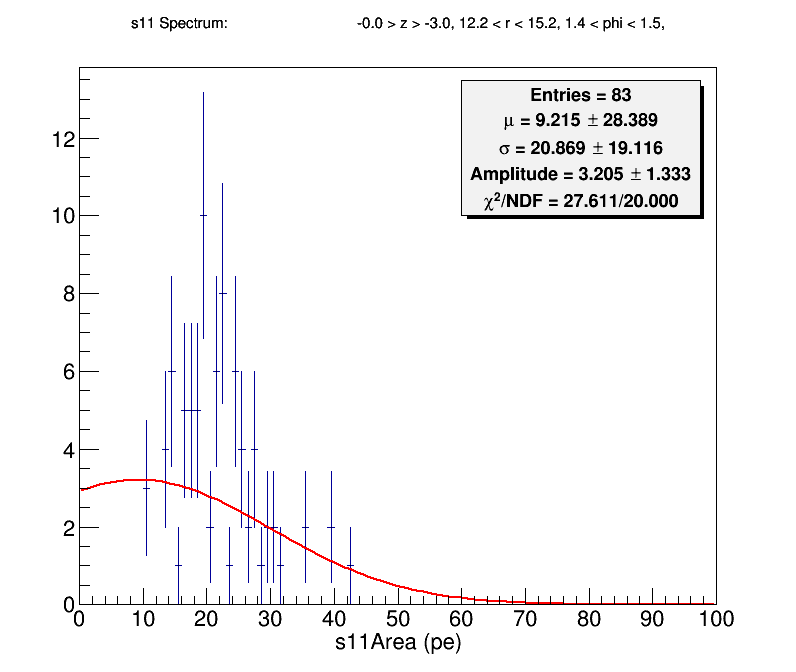 s11 Spectrum: -0.0 > z > -3.0, 12.2 < r < 15.2, 1.4 < phi < 1.5,
Entries = 83
μ = 9.215 ± 28.389
σ = 20.869 ± 19.116
Amplitude = 3.205 ± 1.333
χ²/NDF = 27.611/20.000
12
10
8
6
4
2
0
0 10 20 30 40 50 60 70 80 90 100
s11Area (pe)